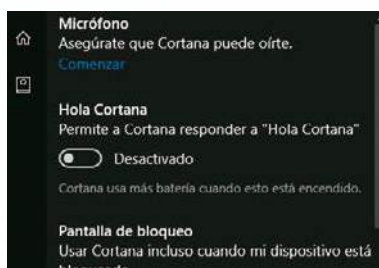 Micrófono
Asegúrate que Cortana puede oírte.
Comenzar
Hola Cortana
Permite a Cortana responder a "Hola Cortana"
Desactivado
Cortana usa más batería cuando esto está encendido.
Pantalla de bloqueo
Usar Cortana incluso cuando mi dispositivo está